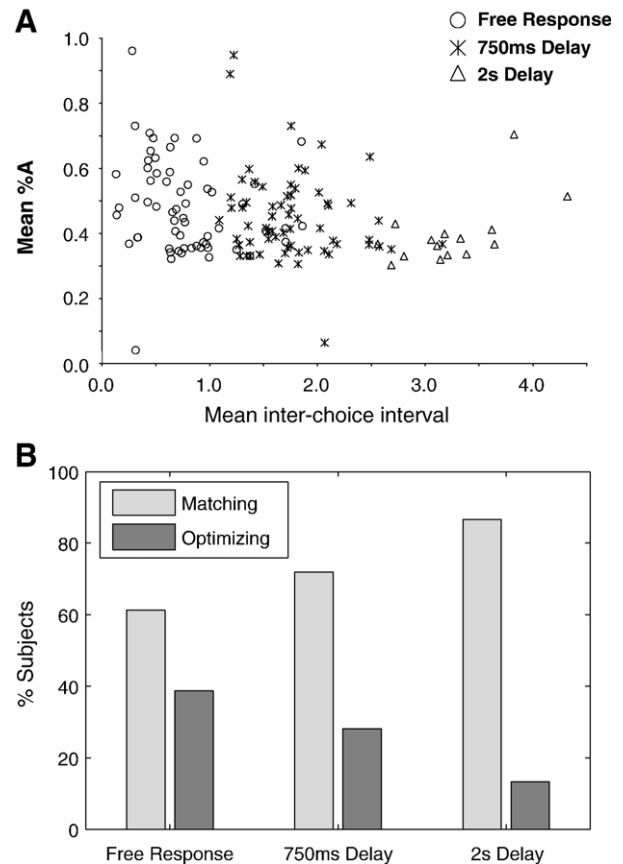 A
Free Response
750ms Delay
2s Delay
1.0
0.8
0.6
0.4
0.2
0.0
Mean %A
0.0 1.0 2.0 3.0 4.0
Mean inter-choice interval
B
100
80
60
40
20
0
% Subjects
Matching
Optimizing
Free Response 750ms Delay 2s Delay